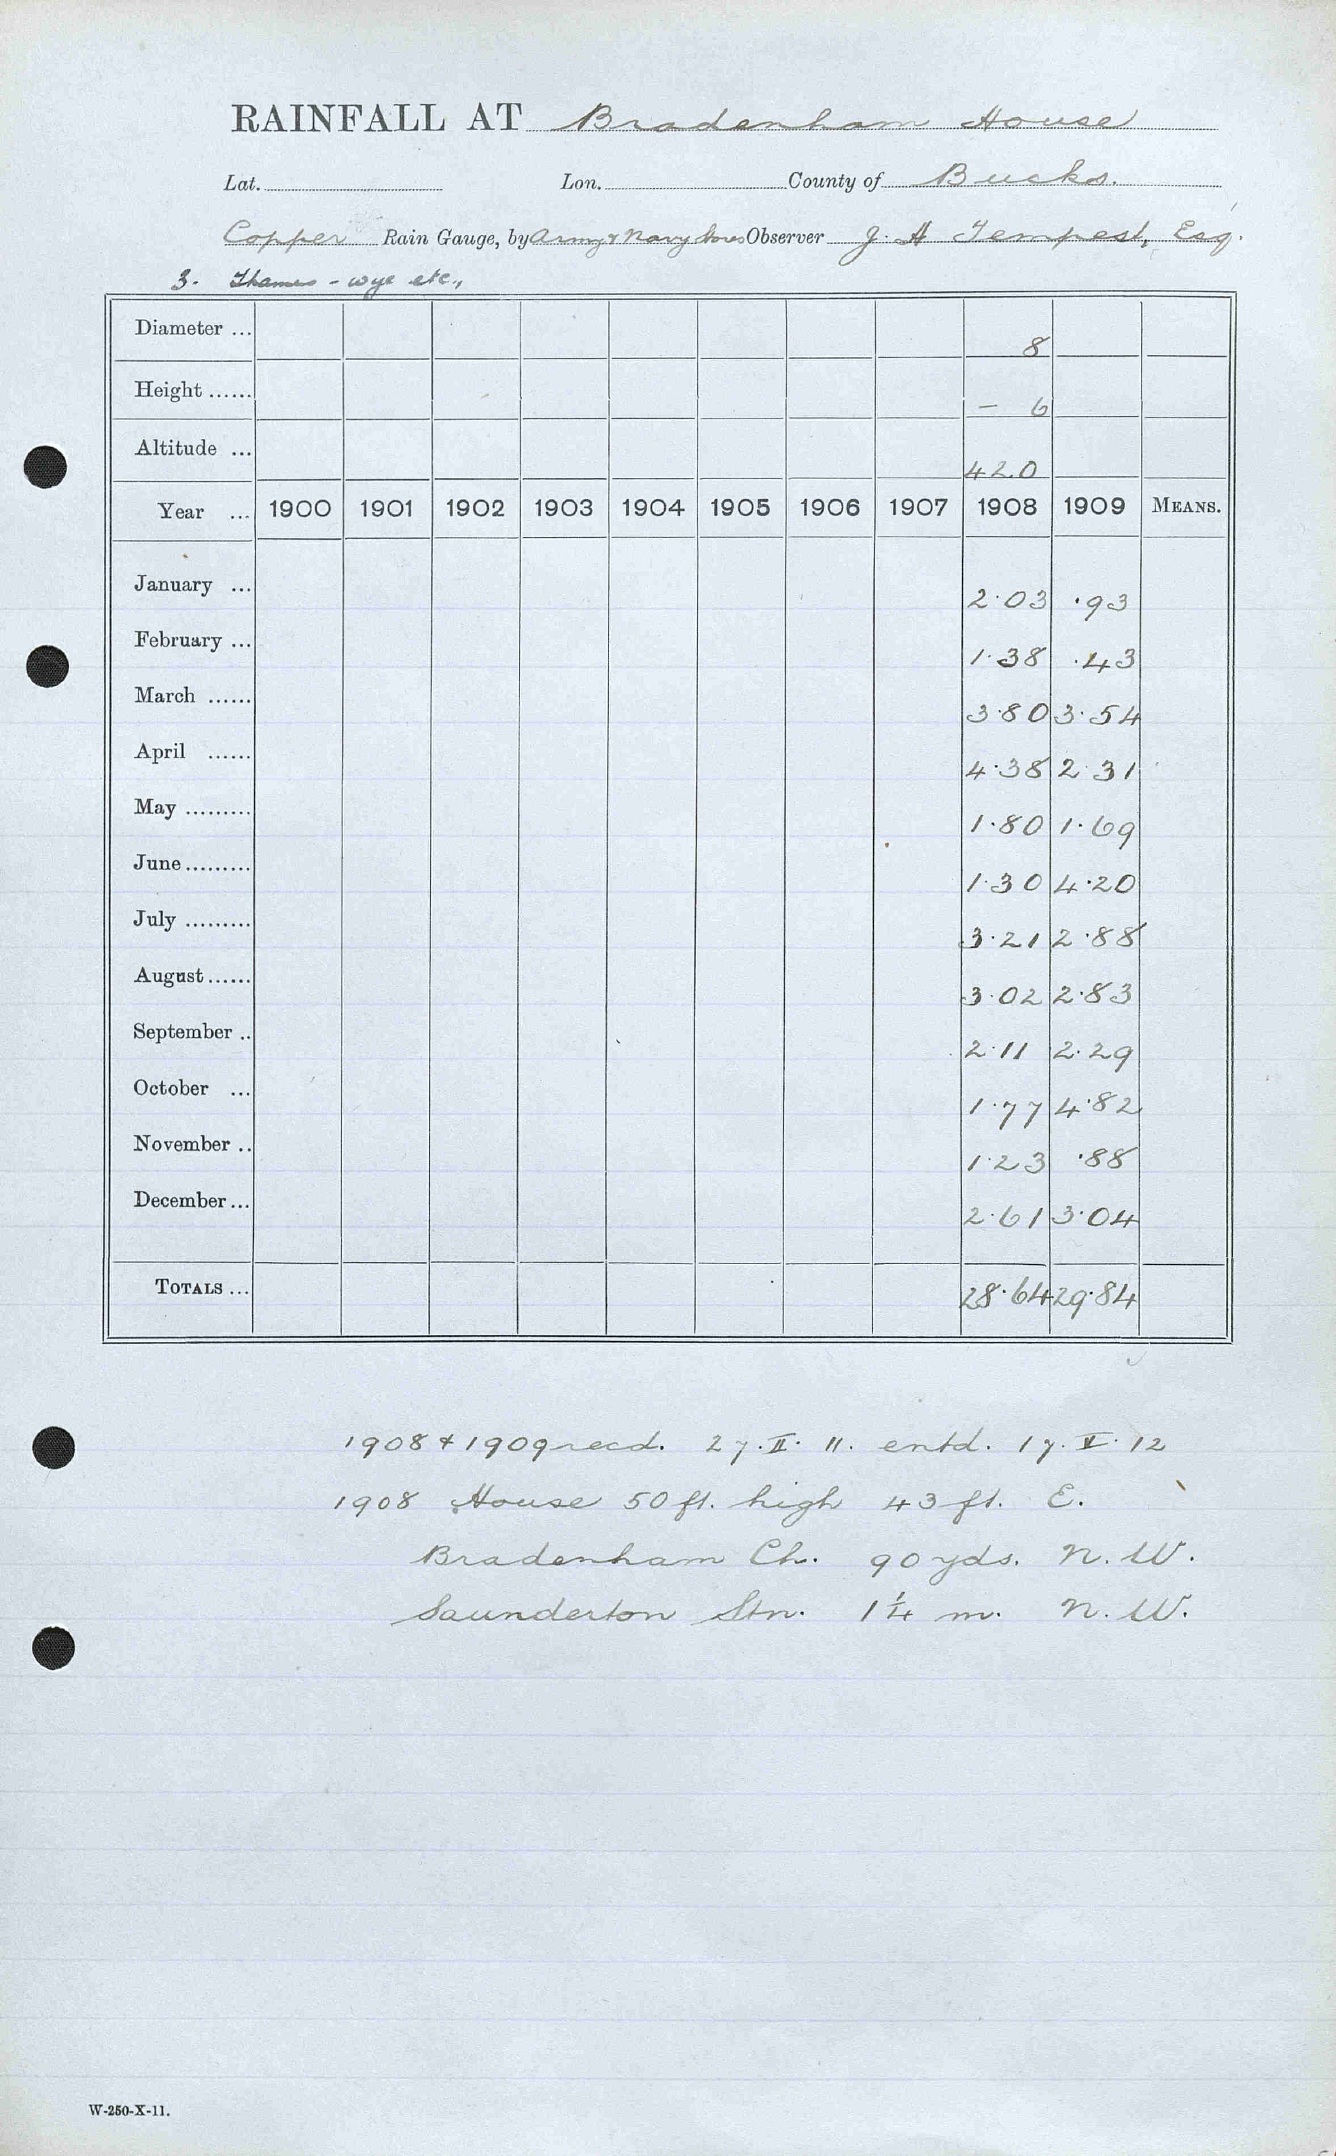 RAINFALL AT Bradenham House
Lat. Lon. County of Bucks.
Copper Rain Gauge, by Army & Navy Stores Observer J. H Tempest, Esq.
3. Thames - Wye etc.,
Diameter ... 8
Height ...... - 6
Altitude ... 420
Year ... 1900 1901 1902 1903 1904 1905 1906 1907 1908 1909 MEANS.
January ... 2.03 .93
February ... 1.38 .43
March ...... 3.80 3.54
April ...... 4.38 2.31
May ......... 1.80 1.69
June ......... 1.30 4.20
July ......... 3.21 2.88
August ...... 3.02 2.83
September .. 2.11 2.29
October ... 1.77 4.82
November .. 1.23 .88
December ... 2.61 3.04
TOTALS ... 28.64 29.84
1908 & 1909 recd. 27.II.11. entd. 17.V.12
1908 House 50 ft. high 43 ft. E.
Bradenham Ch. 90 yds. N.W.
Saunderton Stn. 1¼ m. N.W.
W-250-X-11.